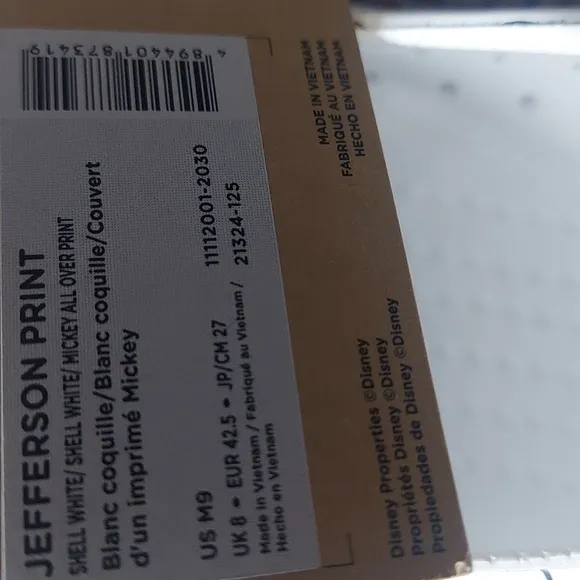 4 894401 873419
JEFFERSON PRINT
SHELL WHITE/ SHELL WHITE/ MICKEY ALL OVER PRINT
Blanc coquille/Blanc coquille/Couvert
d'un imprimé Mickey
US M9 11112001-2030
UK 8 • EUR 42.5 • JP/CM 27 21324-125
Made in Vietnam / Fabriqué au Vietnam /
Hecho en Vietnam
MADE IN VIETNAM
FABRIQUÉ AU VIETNAM
HECHO EN VIETNAM
Disney Properties ©Disney
Propriétés Disney ©Disney
Propiedades de Disney ©Disney